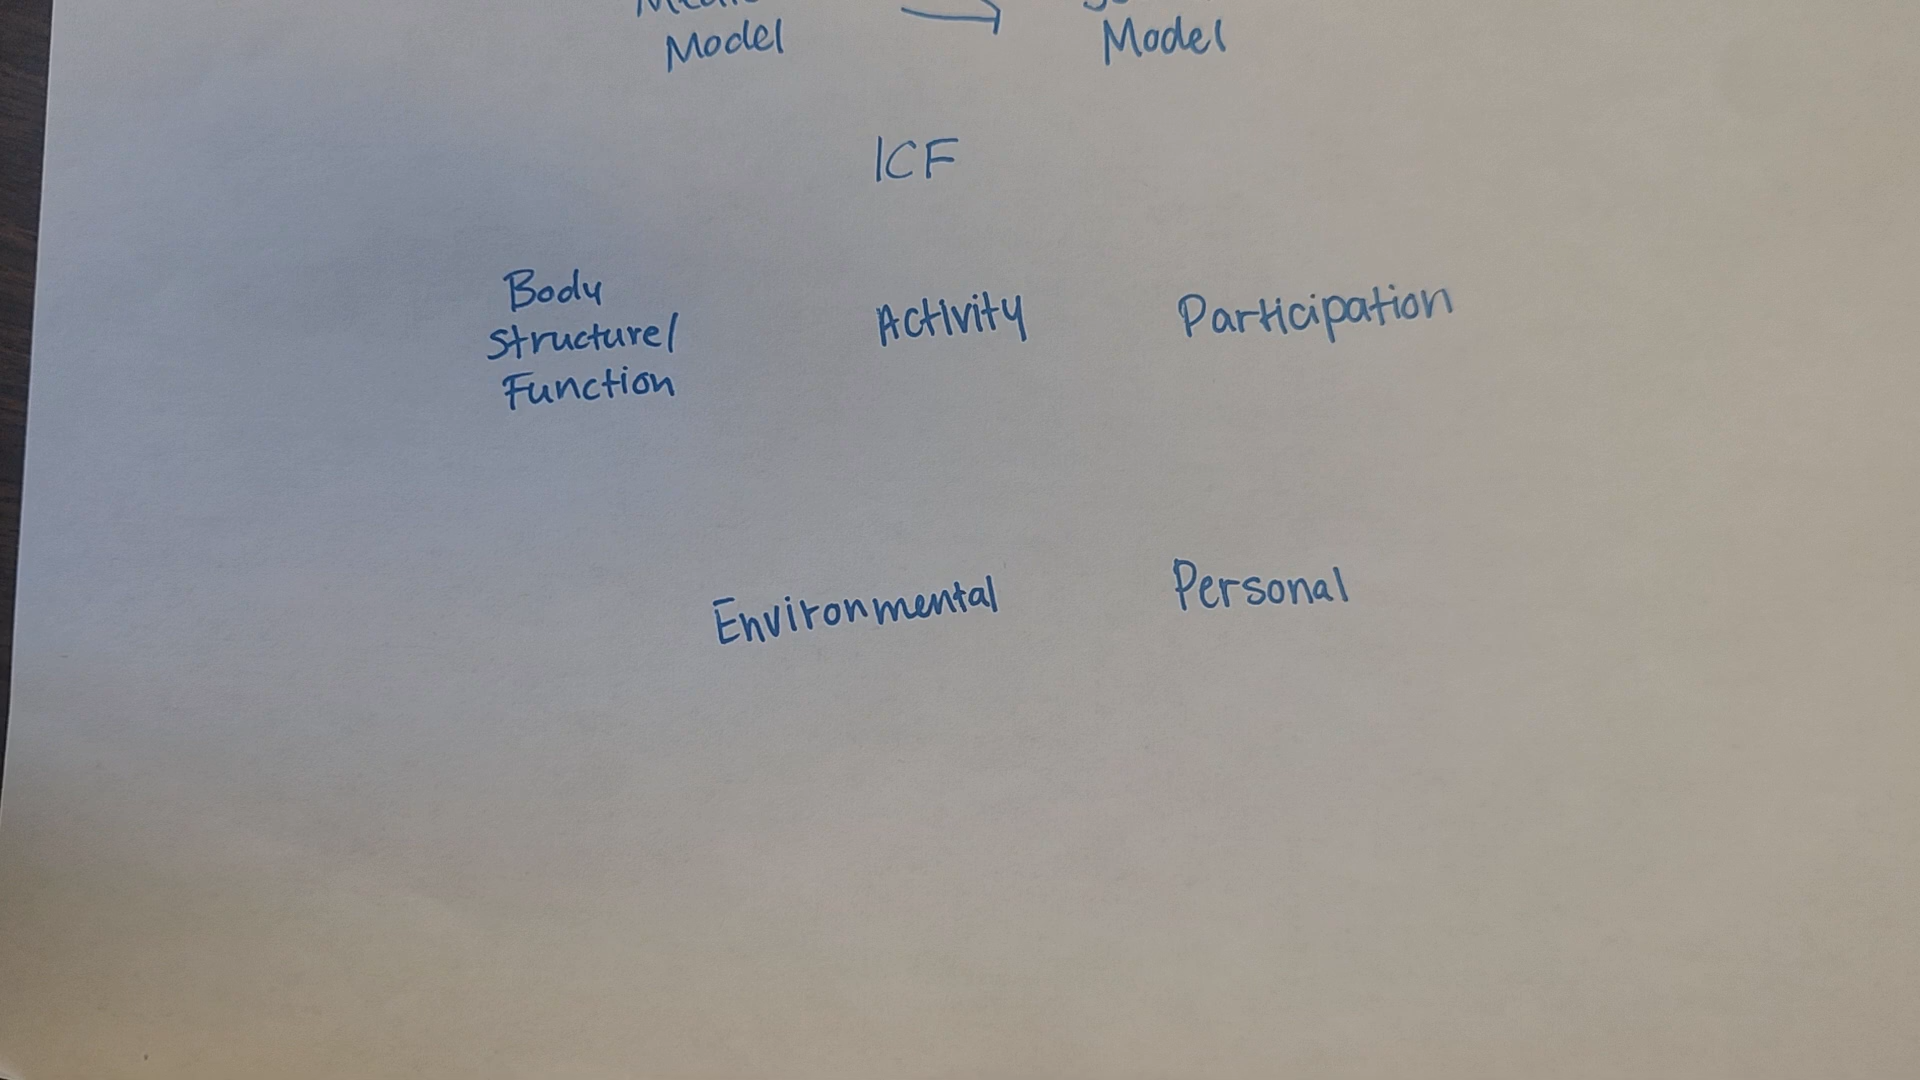 Model Model
ICF
Body
Structure/
Function
Activity
Participation
Environmental
Personal